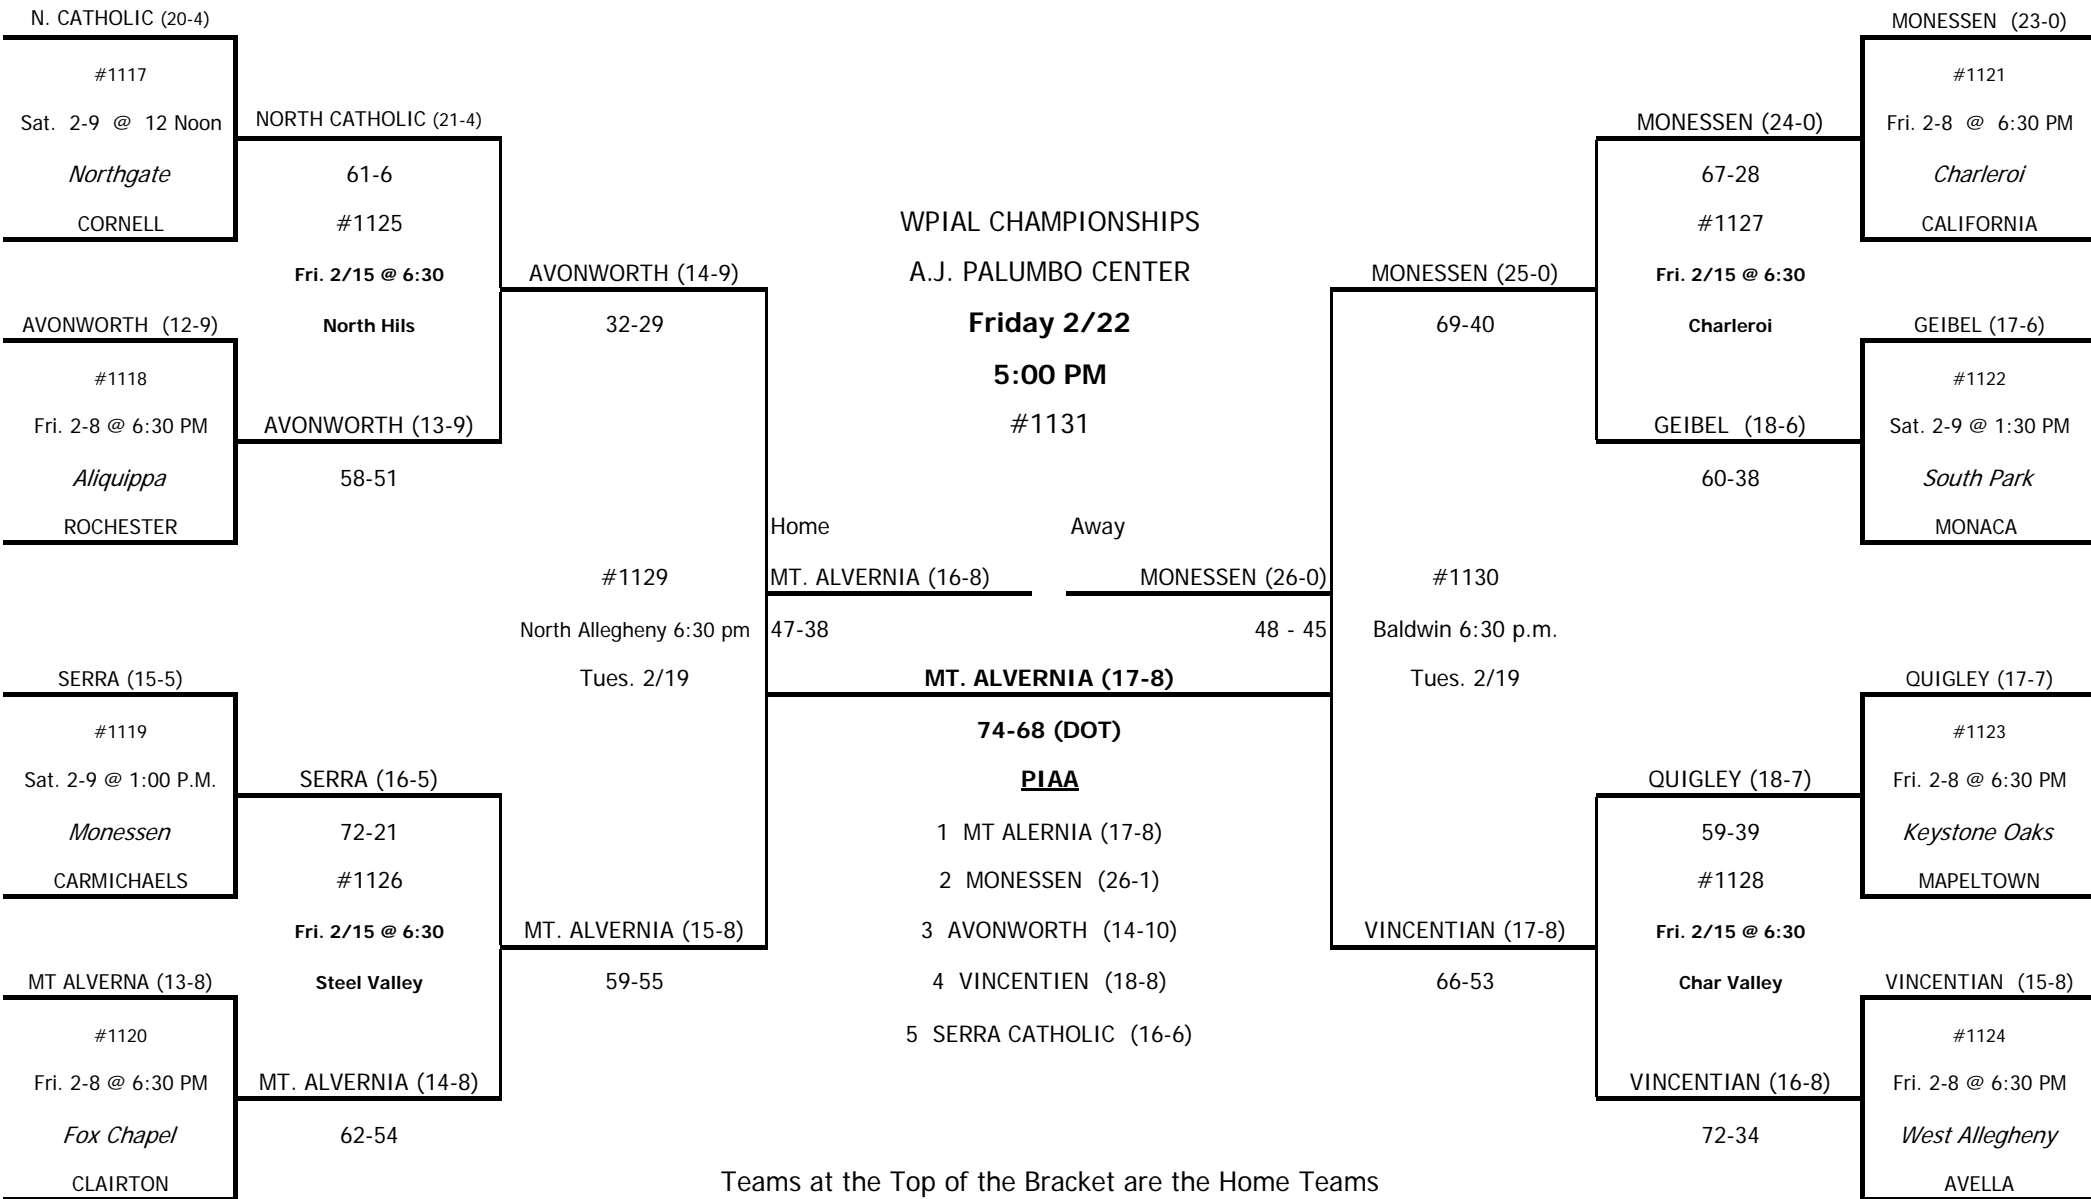 N. CATHOLIC (20-4)
#1117
Sat. 2-9 @ 12 Noon
Northgate
CORNELL
AVONWORTH (12-9)
#1118
Fri. 2-8 @ 6:30 PM
Aliquippa
ROCHESTER
SERRA (15-5)
#1119
Sat. 2-9 @ 1:00 P.M.
Monessen
CARMICHAELS
MT ALVERNA (13-8)
#1120
Fri. 2-8 @ 6:30 PM
Fox Chapel
CLAIRTON
NORTH CATHOLIC (21-4)
61-6
#1125
Fri. 2/15 @ 6:30
North Hils
AVONWORTH (13-9)
58-51
SERRA (16-5)
72-21
#1126
Fri. 2/15 @ 6:30
Steel Valley
MT. ALVERNIA (14-8)
62-54
AVONWORTH (14-9)
32-29
#1129
North Allegheny 6:30 pm
Tues. 2/19
MT. ALVERNIA (15-8)
59-55
WPIAL CHAMPIONSHIPS
A.J. PALUMBO CENTER
Friday 2/22
5:00 PM
#1131
Home Away
MT. ALVERNIA (16-8) MONESSEN (26-0)
47-38 48 - 45
MT. ALVERNIA (17-8)
74-68 (DOT)
PIAA
1 MT ALERNIA (17-8)
2 MONESSEN (26-1)
3 AVONWORTH (14-10)
4 VINCENTIEN (18-8)
5 SERRA CATHOLIC (16-6)
Teams at the Top of the Bracket are the Home Teams
MONESSEN (25-0)
69-40
#1130
Baldwin 6:30 p.m.
Tues. 2/19
VINCENTIAN (17-8)
66-53
MONESSEN (24-0)
67-28
#1127
Fri. 2/15 @ 6:30
Charleroi
GEIBEL (18-6)
60-38
QUIGLEY (18-7)
59-39
#1128
Fri. 2/15 @ 6:30
Char Valley
VINCENTIAN (16-8)
72-34
MONESSEN (23-0)
#1121
Fri. 2-8 @ 6:30 PM
Charleroi
CALIFORNIA
GEIBEL (17-6)
#1122
Sat. 2-9 @ 1:30 PM
South Park
MONACA
QUIGLEY (17-7)
#1123
Fri. 2-8 @ 6:30 PM
Keystone Oaks
MAPELTOWN
VINCENTIAN (15-8)
#1124
Fri. 2-8 @ 6:30 PM
West Allegheny
AVELLA